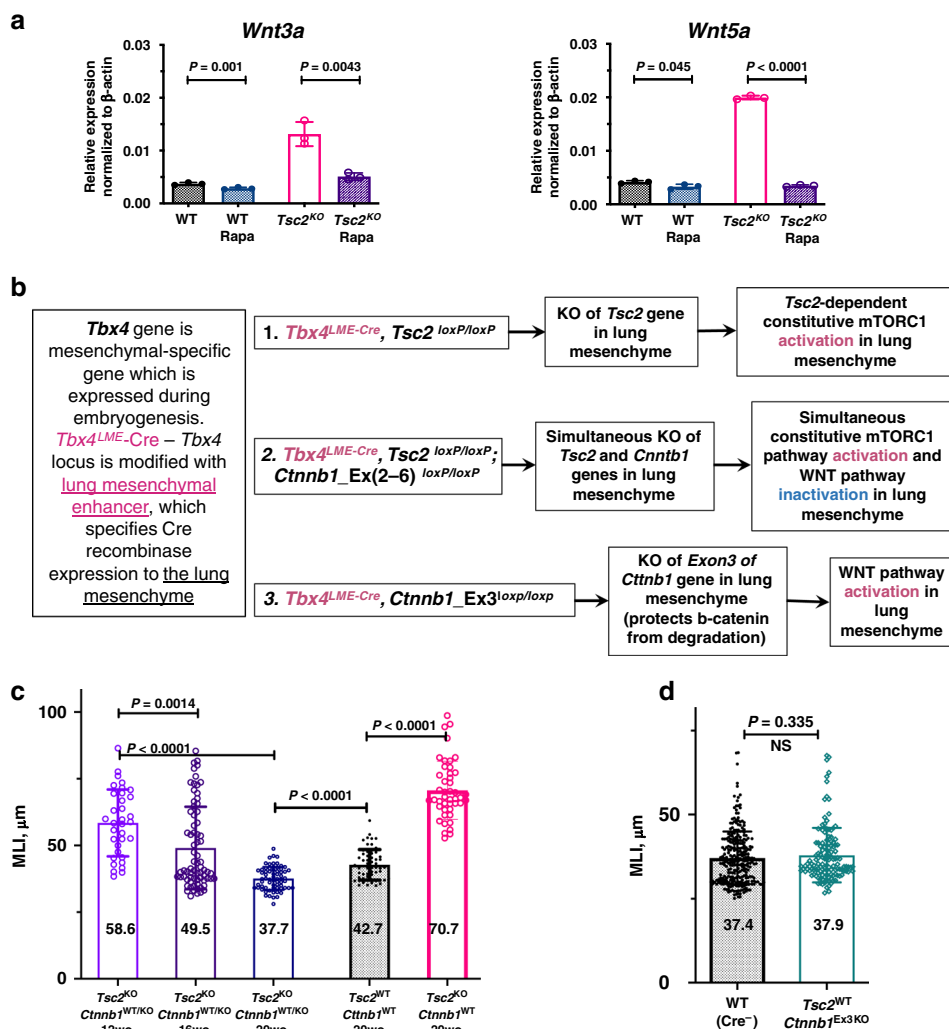 a
Wnt3a
Relative expression
normalized to β-actin
0.03
0.02
0.01
0.00
P = 0.001
P = 0.0043
WT
WT
Rapa
Tsc2KO
Tsc2KO
Rapa
Wnt5a
Relative expression
normalized to β-actin
0.03
0.02
0.01
0.00
P = 0.045
P < 0.0001
WT
WT
Rapa
Tsc2KO
Tsc2KO
Rapa
b
Tbx4 gene is
mesenchymal-specific
gene which is
expressed during
embryogenesis.
Tbx4LME-Cre – Tbx4
locus is modified with
lung mesenchymal
enhancer, which
specifies Cre
recombinase
expression to the lung
mesenchyme
1. Tbx4LME-Cre, Tsc2 loxP/loxP
KO of Tsc2 gene
in lung
mesenchyme
Tsc2-dependent
constitutive mTORC1
activation in lung
mesenchyme
2. Tbx4LME-Cre, Tsc2 loxP/loxP;
Ctnnb1_Ex(2–6) loxP/loxP
Simultaneous KO of
Tsc2 and Cnntb1
genes in lung
mesenchyme
Simultaneous
constitutive mTORC1
pathway activation and
WNT pathway
inactivation in lung
mesenchyme
3. Tbx4LME-Cre, Ctnnb1_Ex3loxp/loxp
KO of Exon3 of
Cttnb1 gene in lung
mesenchyme
(protects b-catenin
from degradation)
WNT pathway
activation in
lung
mesenchyme
c
MLI, μm
100
50
0
P = 0.0014
P < 0.0001
P < 0.0001
P < 0.0001
58.6
49.5
37.7
42.7
70.7
Tsc2KO
Ctnnb1WT/KO
Tsc2KO
Ctnnb1WT/KO
Tsc2KO
Ctnnb1WT/KO
Tsc2WT
Ctnnb1WT
Tsc2KO
Ctnnb1WT
d
MLI, μm
50
0
P = 0.335
NS
37.4
37.9
WT
(Cre−)
Tsc2WT
Ctnnb1Ex3KO